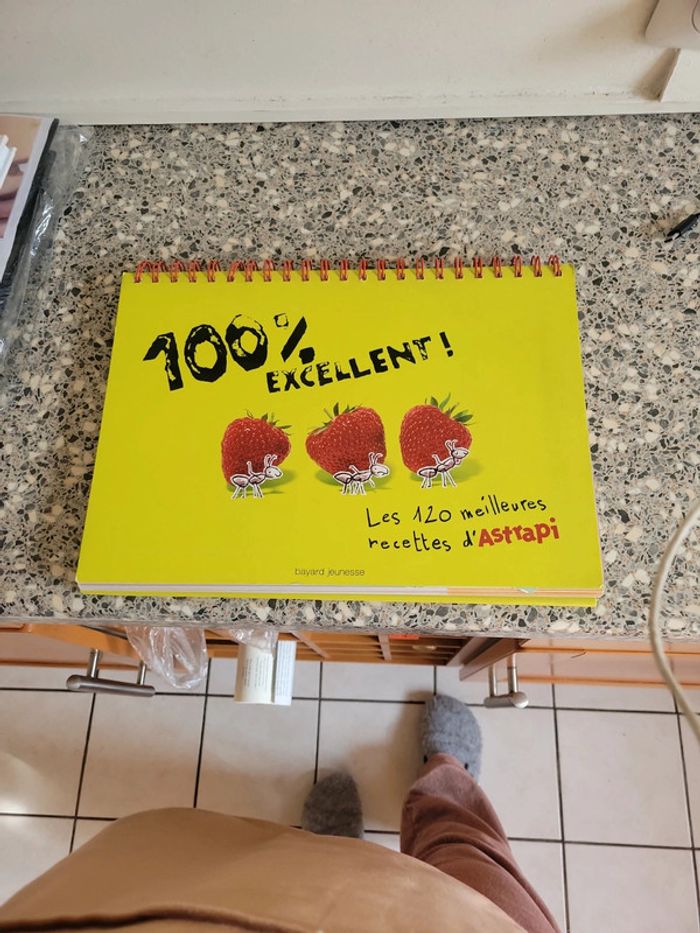 100%
EXCELLENT !
Les 120 meilleures
recettes d'Astrapi
bayard jeunesse